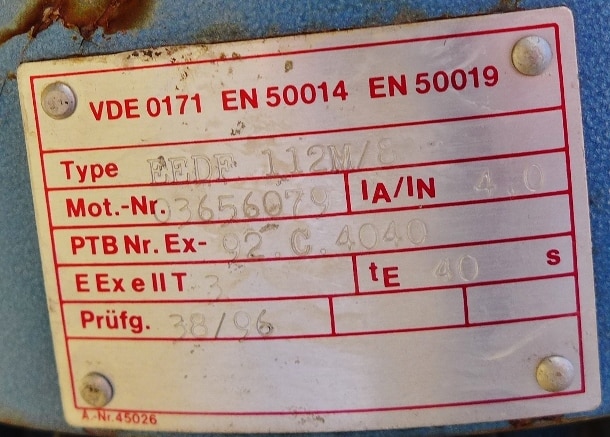 VDE 0171 EN 50014 EN 50019
Type EEDF 112M/8
Mot.-Nr. 03656079 IA/IN 4.0
PTB Nr. Ex- 92.C.4040
E Ex e II T 3 tE 40 s
Prüfg. 38/96
A.-Nr. 45026